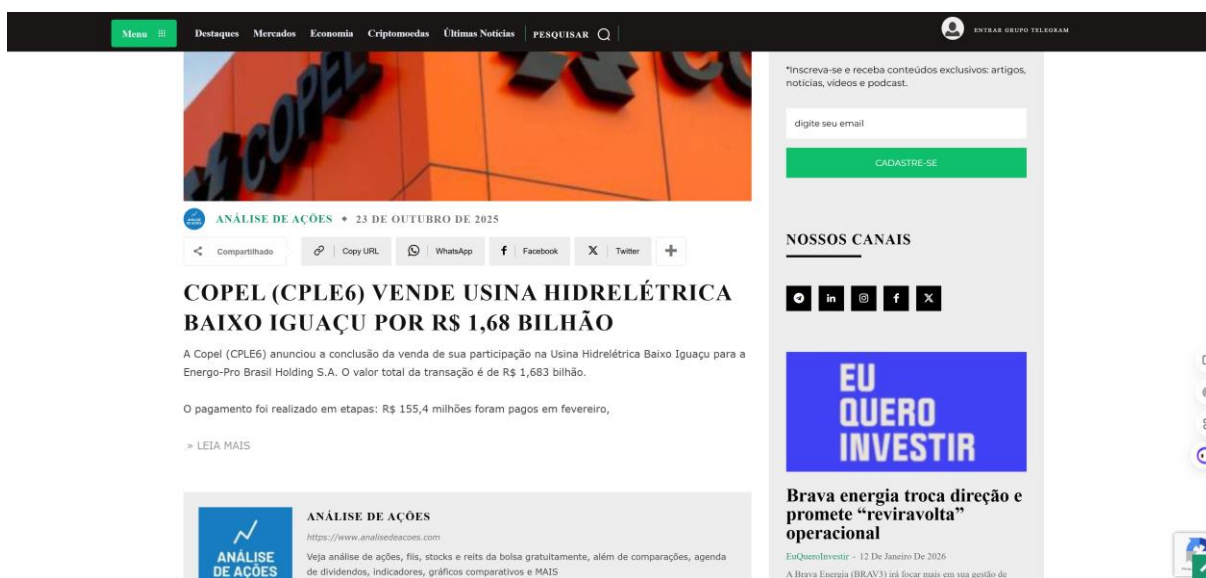 Menu
Destaques Mercados Economia Criptomoedas Últimas Notícias PESQUISAR
ENTRAR GRUPO TELEGRAM
COPEL
COPEL
*Inscreva-se e receba conteúdos exclusivos: artigos,
notícias, vídeos e podcast.
digite seu email
CADASTRE-SE
ANÁLISE DE AÇÕES • 23 DE OUTUBRO DE 2025
Compartilhado Copy URL WhatsApp Facebook Twitter
COPEL (CPLE6) VENDE USINA HIDRELÉTRICA
BAIXO IGUAÇU POR R$ 1,68 BILHÃO
A Copel (CPLE6) anunciou a conclusão da venda de sua participação na Usina Hidrelétrica Baixo Iguaçu para a
Energo-Pro Brasil Holding S.A. O valor total da transação é de R$ 1,683 bilhão.
O pagamento foi realizado em etapas: R$ 155,4 milhões foram pagos em fevereiro,
» LEIA MAIS
ANÁLISE
DE AÇÕES
ANÁLISE DE AÇÕES
https://www.analisedeacoes.com
Veja análise de ações, fiis, stocks e reits da bolsa gratuitamente, além de comparações, agenda
de dividendos, indicadores, gráficos comparativos e MAIS
NOSSOS CANAIS
EU
QUERO
INVESTIR
Brava energia troca direção e
promete “reviravolta”
operacional
EuQueroInvestir - 12 De Janeiro De 2026
A Brava Energia (BRAV3) irá focar mais em sua gestão de